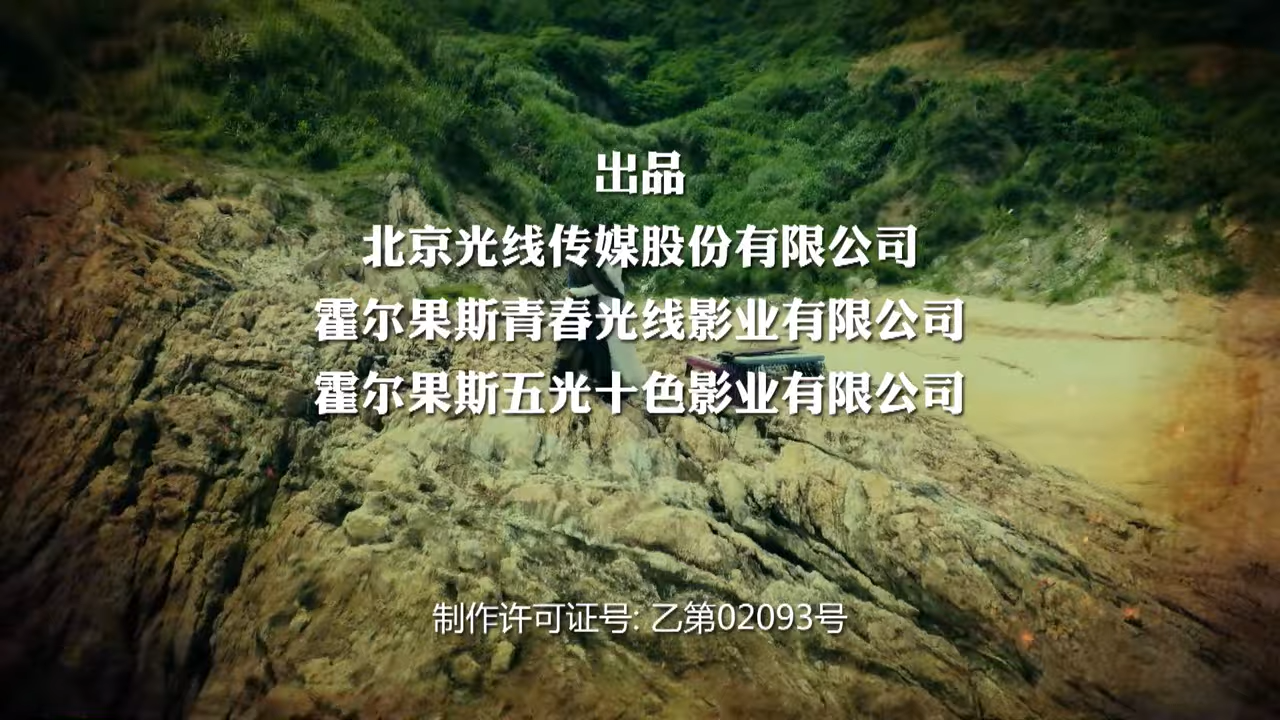 出品
北京光线传媒股份有限公司
霍尔果斯青春光线影业有限公司
霍尔果斯五光十色影业有限公司
制作许可证号: 乙第02093号